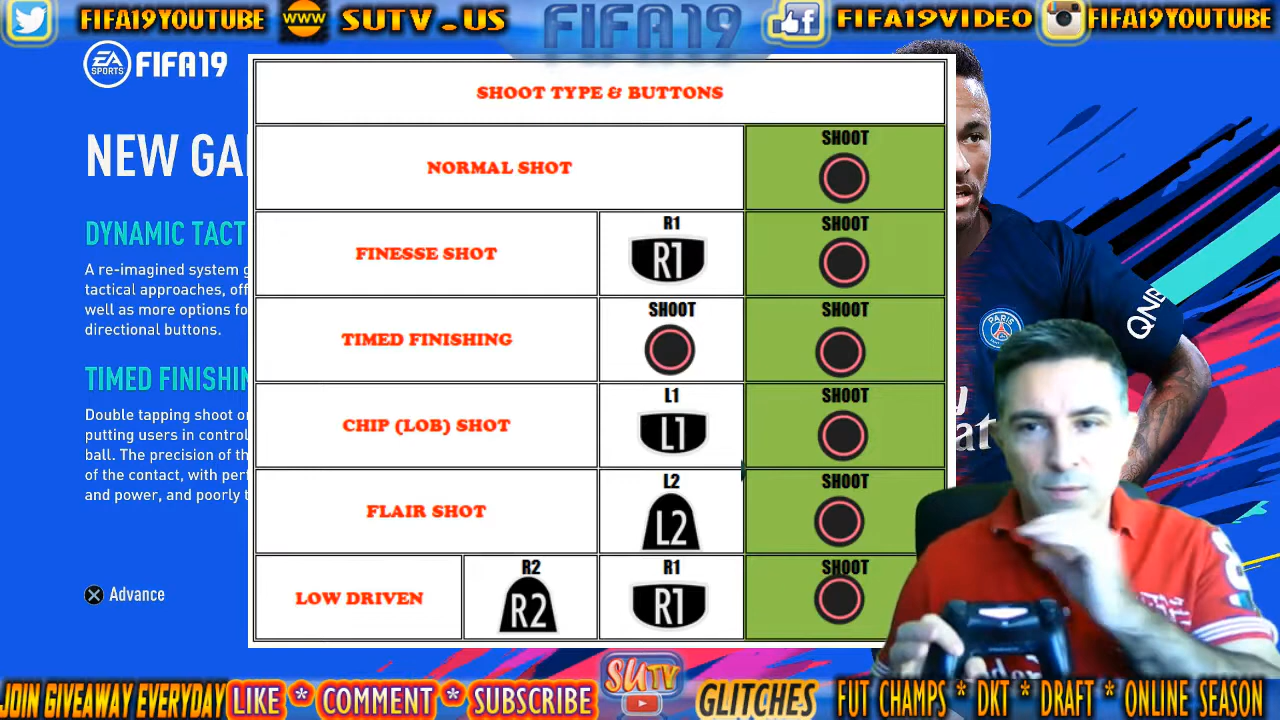 FIFA19YOUTUBE
WWW
SUTV_US
FIFA19
FIFA19VIDEO
FIFA19YOUTUBE
EA SPORTS FIFA19
NEW GA
DYNAMIC TACT
A re-imagined system g
tactical approaches, off
well as more options fo
directional buttons.
TIMED FINISHIN
Double tapping shoot or
putting users in control
ball. The precision of th
of the contact, with perf
and power, and poorly t
Advance
SHOOT TYPE & BUTTONS
NORMAL SHOT
SHOOT
FINESSE SHOT
R1
R1
SHOOT
TIMED FINISHING
SHOOT
SHOOT
CHIP (LOB) SHOT
L1
L1
SHOOT
FLAIR SHOT
L2
L2
SHOOT
LOW DRIVEN
R2
R2
R1
R1
SHOOT
QNB
PARIS
JOIN GIVEAWAY EVERYDAY
LIKE * COMMENT * SUBSCRIBE
SUTV
GLITCHES
FUT CHAMPS * DKT * DRAFT * ONLINE SEASON